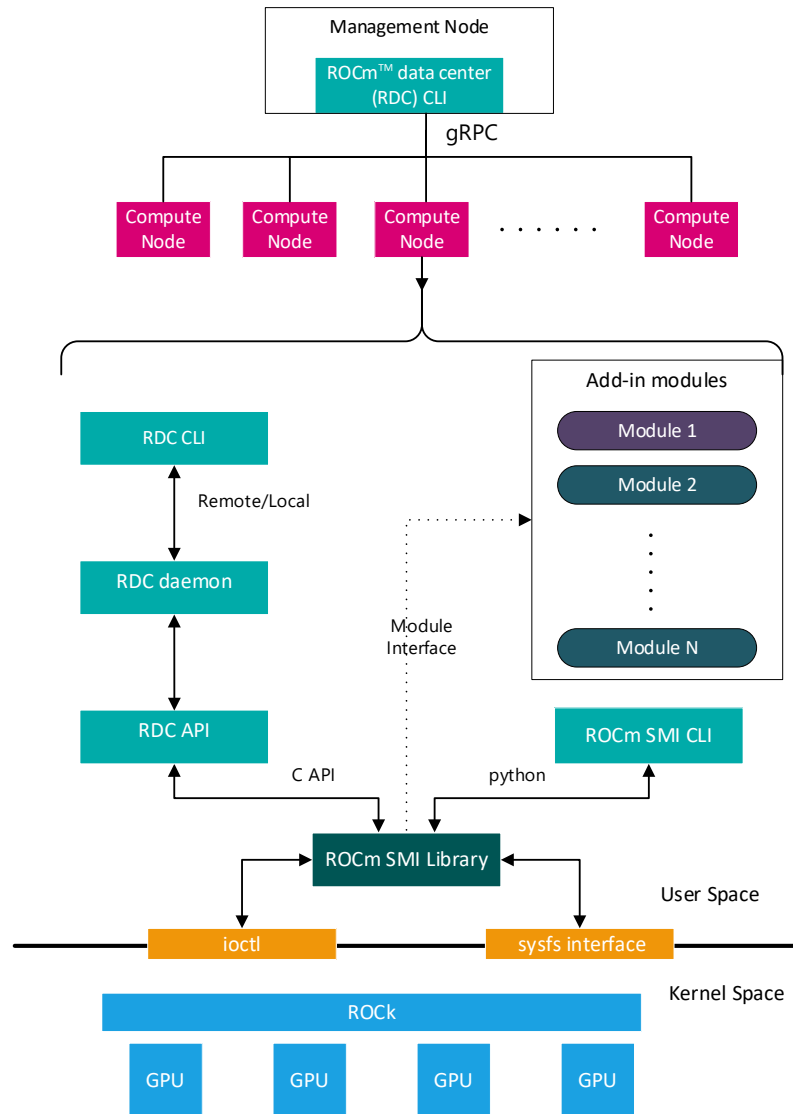 Management Node
ROCm™ data center
(RDC) CLI
gRPC
Compute
Node
Compute
Node
Compute
Node
. . . . . .
Compute
Node
Add-in modules
Module 1
Module 2
Module N
RDC CLI
Remote/Local
RDC daemon
Module
Interface
RDC API
ROCm SMI CLI
C API
python
ROCm SMI Library
User Space
ioctl
sysfs interface
Kernel Space
ROCk
GPU
GPU
GPU
GPU